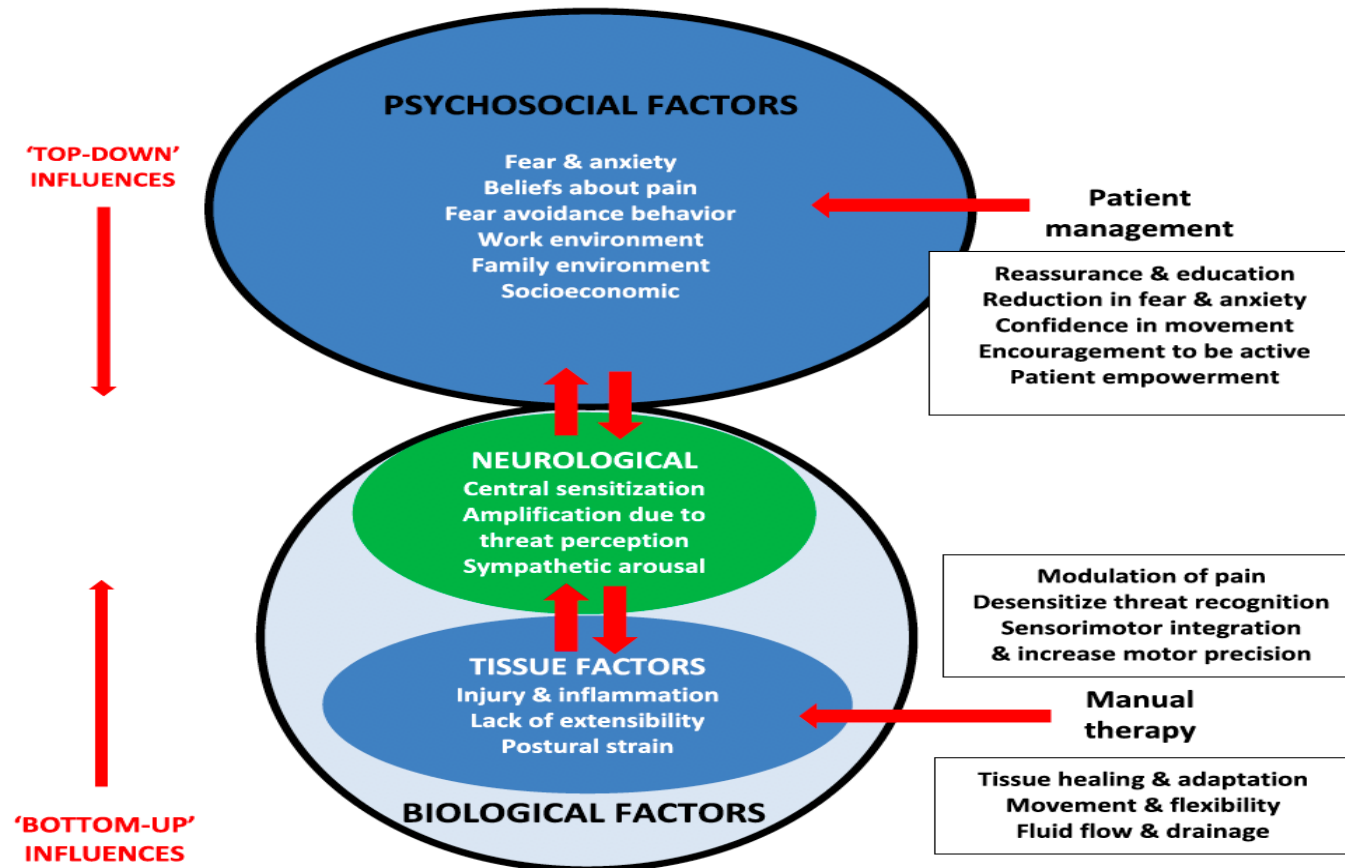 PSYCHOSOCIAL FACTORS
Fear & anxiety
Beliefs about pain
Fear avoidance behavior
Work environment
Family environment
Socioeconomic
‘TOP-DOWN’
INFLUENCES
Patient
management
Reassurance & education
Reduction in fear & anxiety
Confidence in movement
Encouragement to be active
Patient empowerment
NEUROLOGICAL
Central sensitization
Amplification due to
threat perception
Sympathetic arousal
Modulation of pain
Desensitize threat recognition
Sensorimotor integration
& increase motor precision
TISSUE FACTORS
Injury & inflammation
Lack of extensibility
Postural strain
Manual
therapy
Tissue healing & adaptation
Movement & flexibility
Fluid flow & drainage
BIOLOGICAL FACTORS
‘BOTTOM-UP’
INFLUENCES